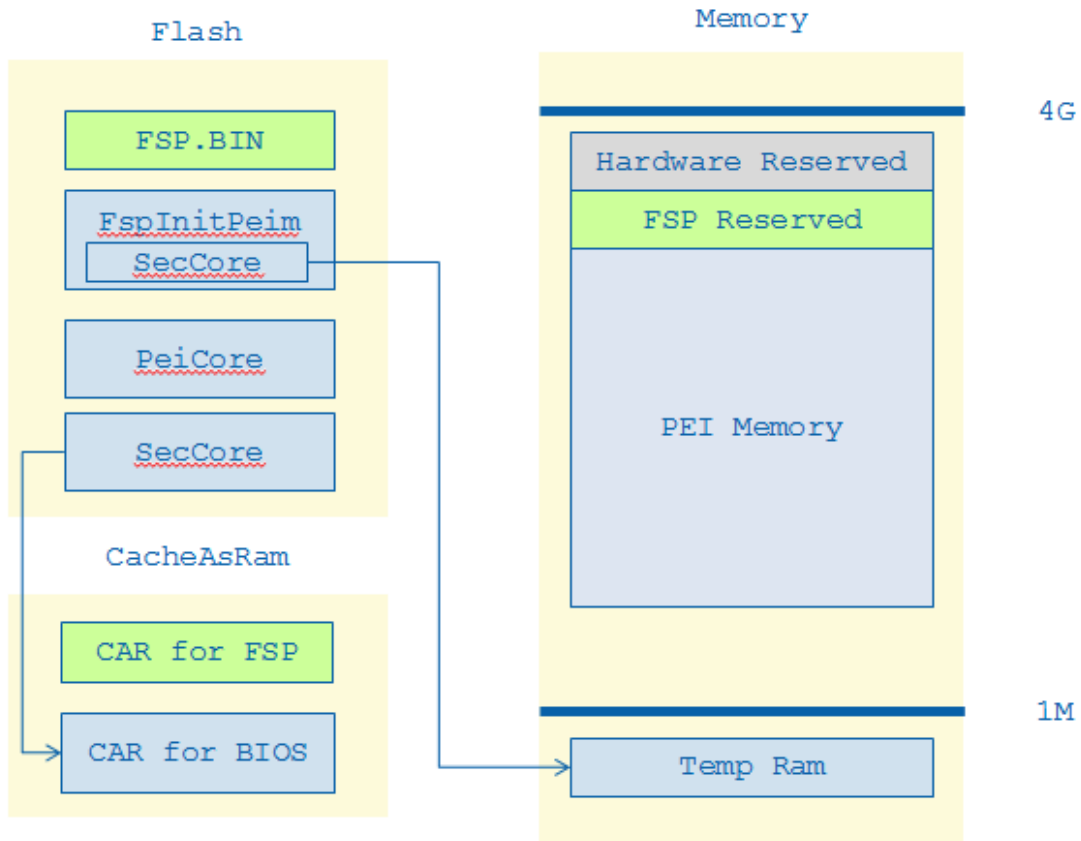 Flash
FSP.BIN
FspInitPeim
SecCore
PeiCore
SecCore
CacheAsRam
CAR for FSP
CAR for BIOS
Memory
4G
Hardware Reserved
FSP Reserved
PEI Memory
1M
Temp Ram